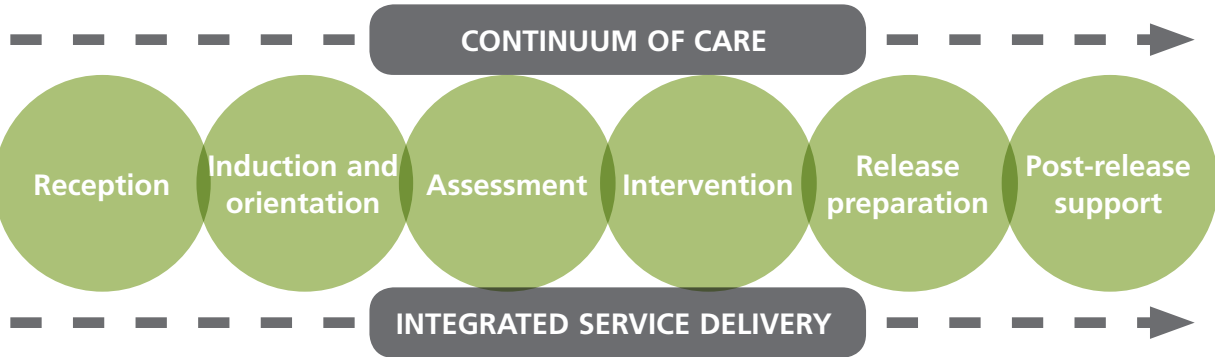 CONTINUUM OF CARE
Reception
Induction and
orientation
Assessment
Intervention
Release
preparation
Post-release
support
INTEGRATED SERVICE DELIVERY